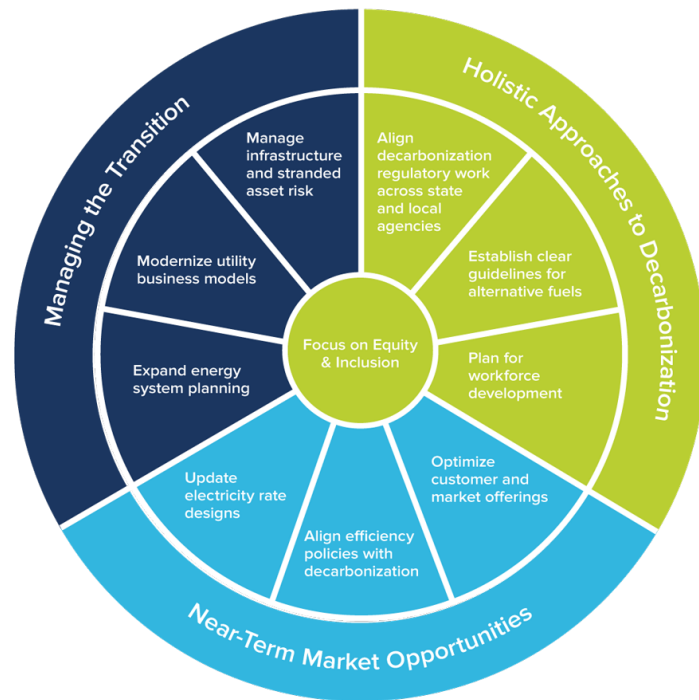 Managing the Transition
Holistic Approaches to Decarbonization
Manage
infrastructure
and stranded
asset risk
Align
decarbonization
regulatory work
across state
and local
agencies
Modernize utility
business models
Establish clear
guidelines for
alternative fuels
Focus on Equity
& Inclusion
Expand energy
system planning
Plan for
workforce
development
Update
electricity rate
designs
Optimize
customer and
market offerings
Align efficiency
policies with
decarbonization
Near-Term Market Opportunities